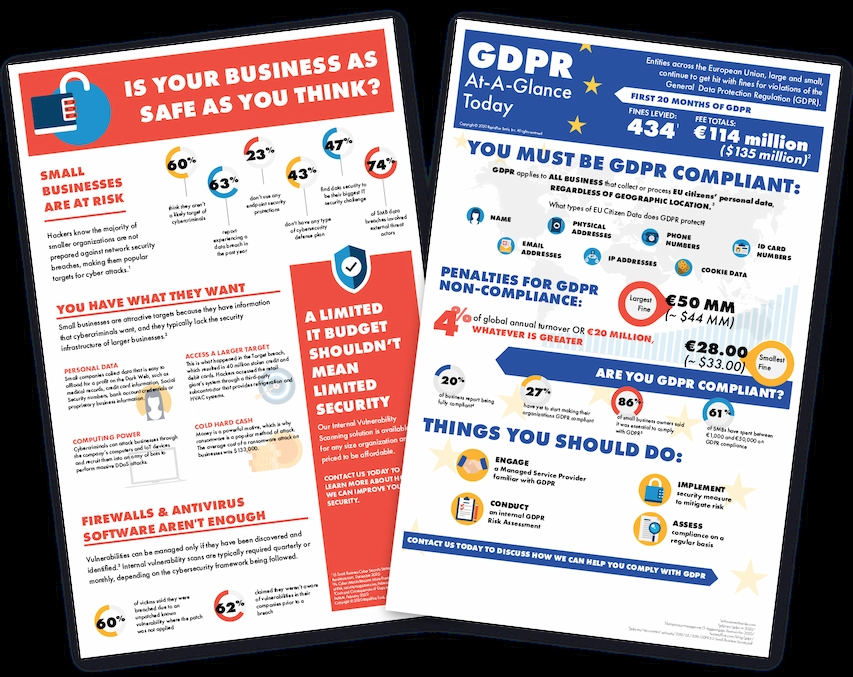 IS YOUR BUSINESS AS
SAFE AS YOU THINK?
SMALL
BUSINESSES
ARE AT RISK
Hackers know the majority of
smaller organizations are not
prepared against network security
breaches, making them popular
targets for cyber attacks.¹
60%
think they aren't
a likely target of
cybercriminals
63%
report
experiencing a
data breach in
the past year
23%
don't use any
endpoint security
protections
43%
don't have any type
of cybersecurity
defense plan
47%
find data security to
be their biggest IT
security challenge
74%
of SMB data
breaches involved
external threat
actors
YOU HAVE WHAT THEY WANT
Small businesses are attractive targets because they have information
that cybercriminals want, and they typically lack the security
infrastructure of larger businesses.²
PERSONAL DATA
Small companies collect data that is easy to
offload for a profit on the Dark Web, such as
medical records, credit card information, Social
Security numbers, bank account credentials or
proprietary business information.
ACCESS A LARGER TARGET
This is what happened in the Target breach,
which resulted in 40 million stolen credit and
debit cards. Hackers accessed the retail
giant's system through a third-party
subcontractor that provides refrigeration and
HVAC systems.
COMPUTING POWER
Cybercriminals can attack businesses through
the company's computers and IoT devices
and recruit them into an army of bots to
perform massive DDoS attacks.
COLD HARD CASH
Money is a powerful motive, which is why
ransomware is a popular method of attack.
The average cost of a ransomware attack on
businesses was $133,000.
FIREWALLS & ANTIVIRUS
SOFTWARE AREN'T ENOUGH
Vulnerabilities can be managed only if they have been discovered and
identified.³ Internal vulnerability scans are typically required quarterly or
monthly, depending on the cybersecurity framework being followed.
60%
of victims said they were
breached due to an
unpatched known
vulnerability where the patch
was not applied
62%
claimed they weren't aware
of vulnerabilities in their
companies prior to a
breach
A LIMITED
IT BUDGET
SHOULDN'T
MEAN
LIMITED
SECURITY
Our Internal Vulnerability
Scanning solution is available
For any size organization
priced to be affordable.
CONTACT US TODAY TO
LEARN MORE ABOUT
WE CAN IMPROVE YOUR
SECURITY.
GDPR
At-A-Glance
Today
Entities across the European Union, large and small,
continue to get hit with fines for violations of the
General Data Protection Regulation (GDPR).
FIRST 20 MONTHS OF GDPR
FINES LEVIED:
434¹
FEE TOTALS:
€114 million
($135 million)²
YOU MUST BE GDPR COMPLIANT:
GDPR applies to ALL BUSINESS that collect or process EU citizens' personal data,
REGARDLESS OF GEOGRAPHIC LOCATION.
What types of EU Citizen Data does GDPR protect?
NAME
PHYSICAL
ADDRESSES
PHONE
NUMBERS
ID CARD
NUMBERS
EMAIL
ADDRESSES
IP ADDRESSES
COOKIE DATA
PENALTIES FOR GDPR
NON-COMPLIANCE:
4%
of global annual turnover OR €20 MILLION,
WHATEVER IS GREATER
Largest
Fine
€50 MM
(~ $44 MM)
€28.00
(~ $33.00)
Smallest
Fine
ARE YOU GDPR COMPLIANT?
20%
of business report being
fully compliant
27%
have yet to start making their
organizations GDPR compliant
86%
of small business owners said
it was essential to comply
with GDPR
61%
of SMBs have spent between
€1,000 and €50,000 on
GDPR compliance
THINGS YOU SHOULD DO:
ENGAGE
a Managed Service Provider
familiar with GDPR
IMPLEMENT
security measure
to mitigate risk
CONDUCT
an internal GDPR
Risk Assessment
ASSESS
compliance on a
regular basis
CONTACT US TODAY TO DISCUSS HOW WE CAN HELP YOU COMPLY WITH GDPR